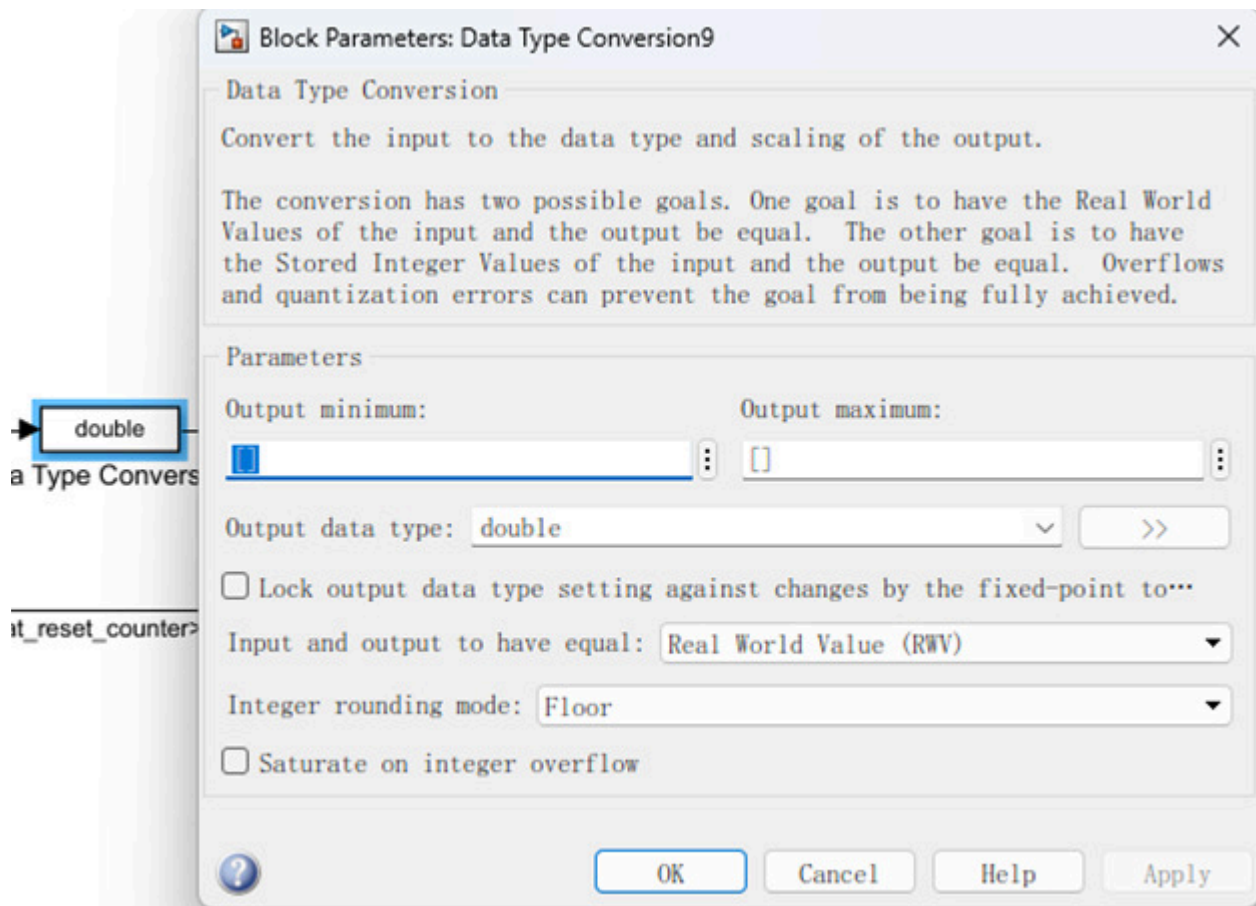 Block Parameters: Data Type Conversion9
Data Type Conversion
Convert the input to the data type and scaling of the output.
The conversion has two possible goals. One goal is to have the Real World
Values of the input and the output be equal.  The other goal is to have
the Stored Integer Values of the input and the output be equal.  Overflows
and quantization errors can prevent the goal from being fully achieved.
Parameters
Output minimum:
Output maximum:
[]
[]
Output data type: double
>>
Lock output data type setting against changes by the fixed-point to…
Input and output to have equal: Real World Value (RWV)
Integer rounding mode: Floor
Saturate on integer overflow
OK
Cancel
Help
Apply
double
a Type Convers
at_reset_counter>